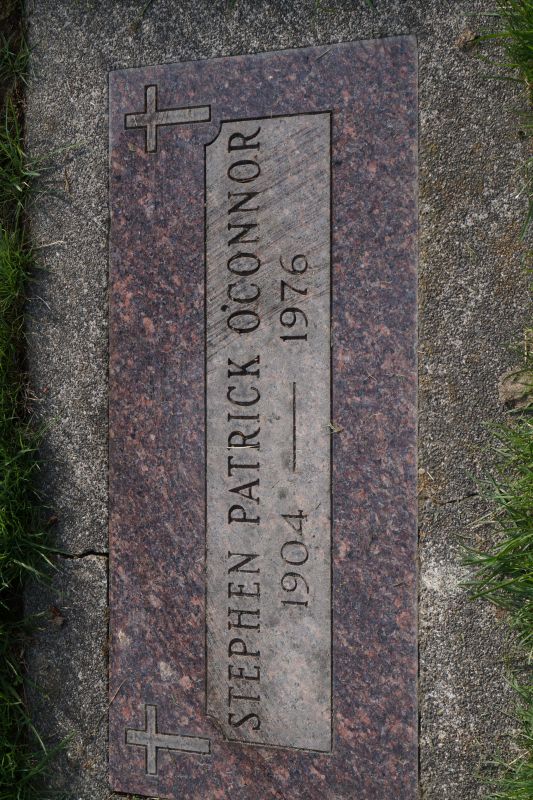 STEPHEN PATRICK O'CONNOR
1904 — 1976